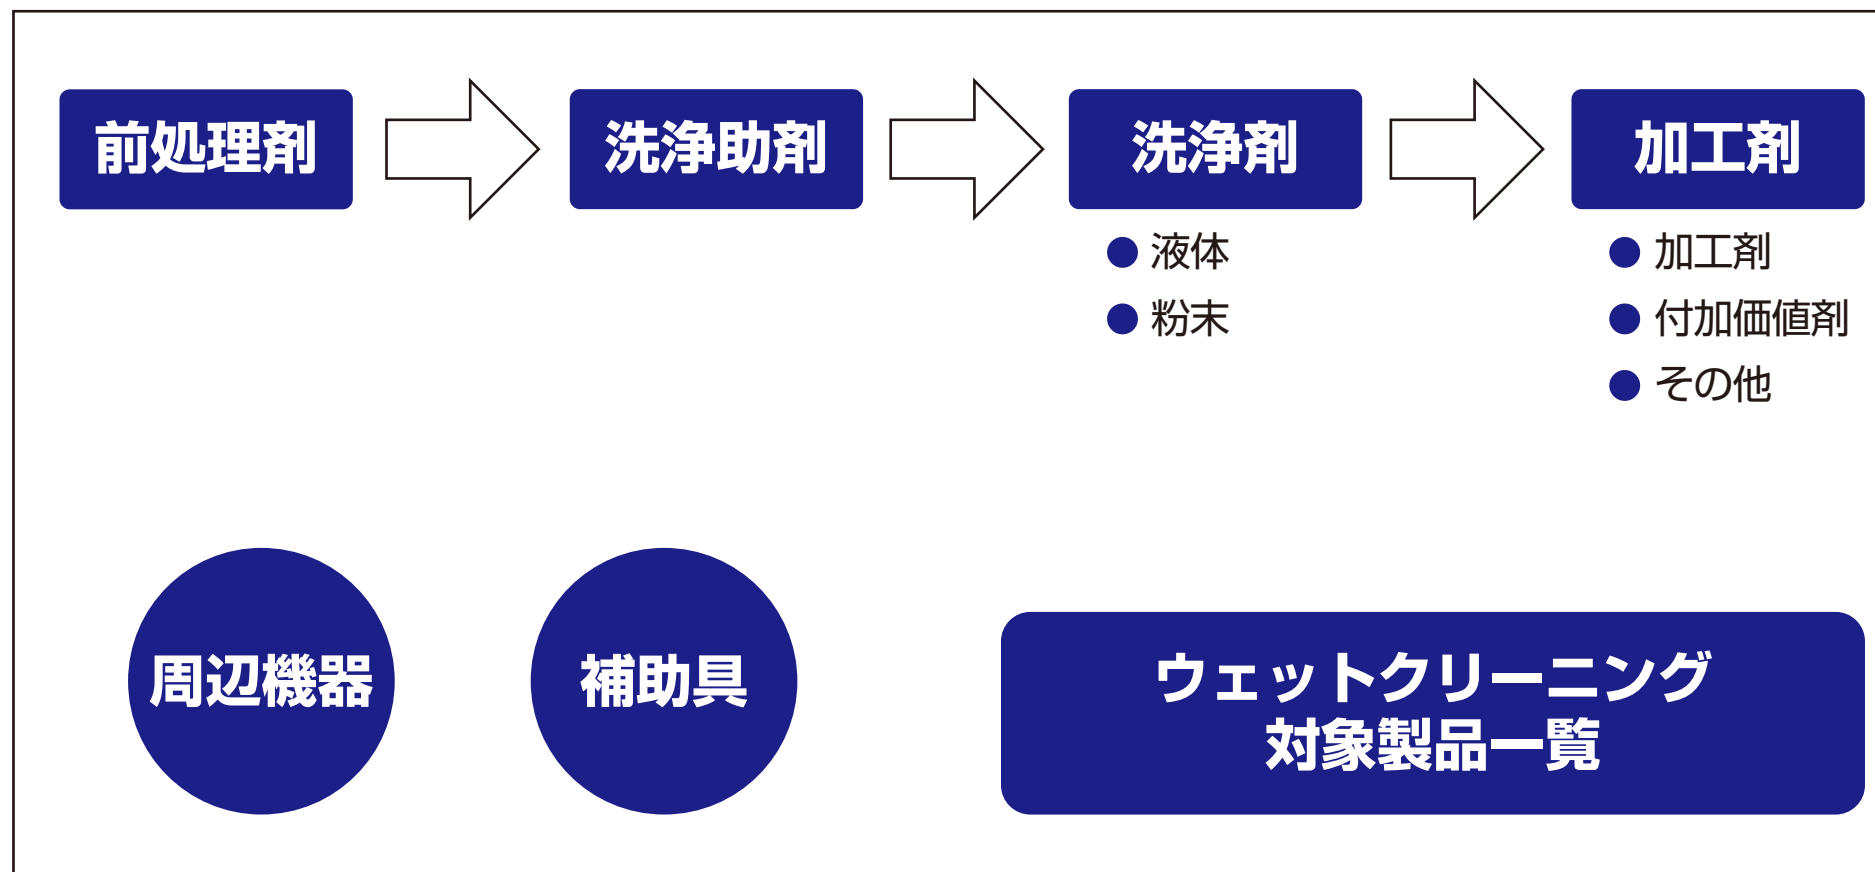 前処理剤
洗浄助剤
洗浄剤
加工剤
液体
粉末
加工剤
付加価値剤
その他
周辺機器
補助具
ウェットクリーニング
対象製品一覧